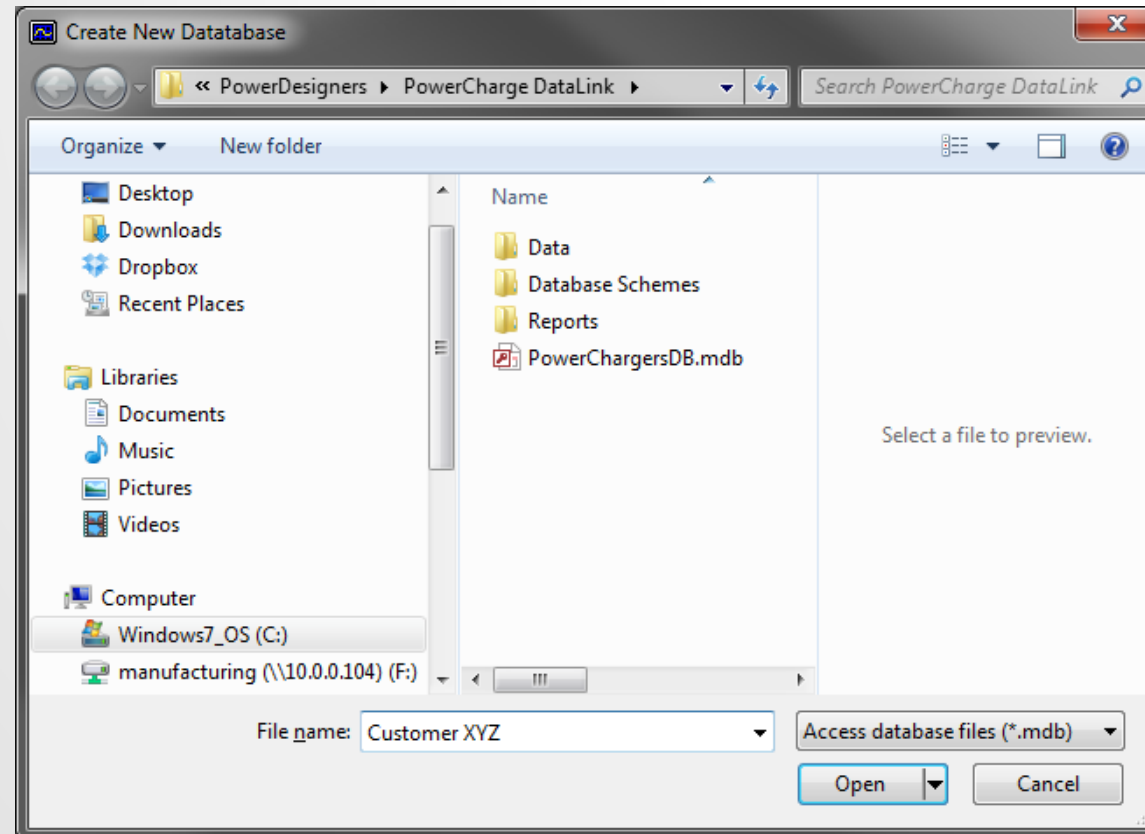 Create New Datatabase
« PowerDesigners ▸ PowerCharge DataLink ▸
Search PowerCharge DataLink
Organize
New folder
Desktop
Downloads
Dropbox
Recent Places
Libraries
Documents
Music
Pictures
Videos
Computer
Windows7_OS (C:)
manufacturing (\\10.0.0.104) (F:)
Name
Data
Database Schemes
Reports
PowerChargersDB.mdb
Select a file to preview.
File name: Customer XYZ
Access database files (*.mdb)
Open
Cancel